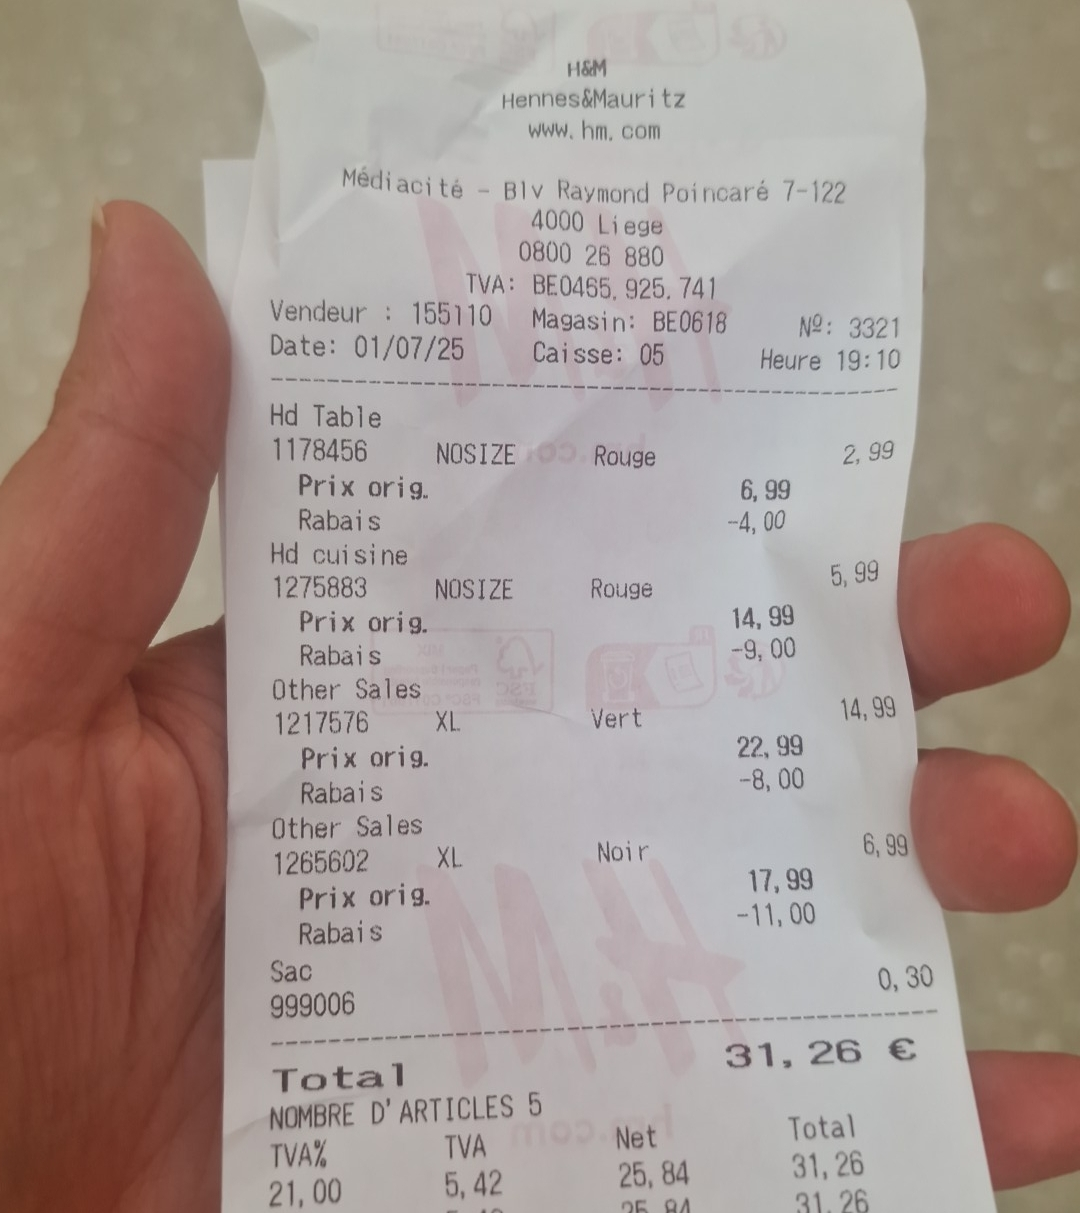 H&M
Hennes&Mauritz
www.hm.com
Médiacité - Blv Raymond Poincaré 7-122
4000 Liege
0800 26 880
TVA: BE0465.925.741
Vendeur : 155110 Magasin: BE0618 Nº: 3321
Date: 01/07/25 Caisse: 05 Heure 19:10
Hd Table
1178456 NOSIZE Rouge 2,99
Prix orig. 6,99
Rabais -4,00
Hd cuisine
1275883 NOSIZE Rouge 5,99
Prix orig. 14,99
Rabais -9,00
Other Sales
1217576 XL Vert 14,99
Prix orig. 22,99
Rabais -8,00
Other Sales
1265602 XL Noir 6,99
Prix orig. 17,99
Rabais -11,00
Sac
999006 0,30
Total 31,26 €
NOMBRE D'ARTICLES 5
TVA% TVA Net Total
21,00 5,42 25,84 31,26
25,84 31,26